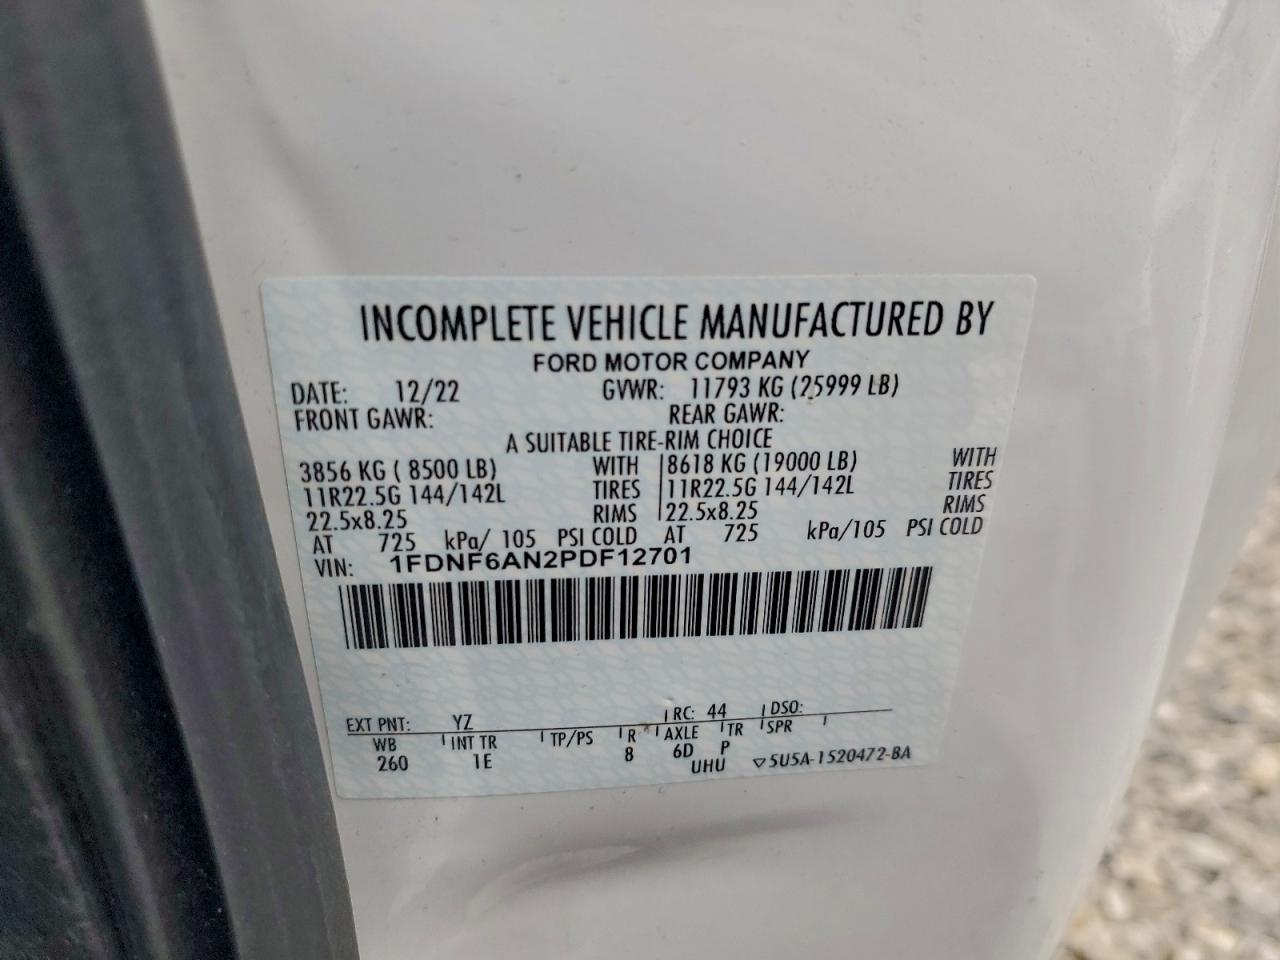 INCOMPLETE VEHICLE MANUFACTURED BY
FORD MOTOR COMPANY
DATE: 12/22 GVWR: 11793 KG (25999 LB)
FRONT GAWR: REAR GAWR:
A SUITABLE TIRE-RIM CHOICE
3856 KG ( 8500 LB) WITH 8618 KG (19000 LB) WITH
11R22.5G 144/142L TIRES 11R22.5G 144/142L TIRES
22.5x8.25 RIMS 22.5x8.25 RIMS
AT 725 kPa/ 105 PSI COLD AT 725 kPa/105 PSI COLD
VIN: 1FDNF6AN2PDF12701
EXT PNT: YZ RC: 44 DSO:
WB INT TR TP/PS R AXLE TR SPR
260 1E 8 6D P
UHU ▽5U5A-1520472-BA